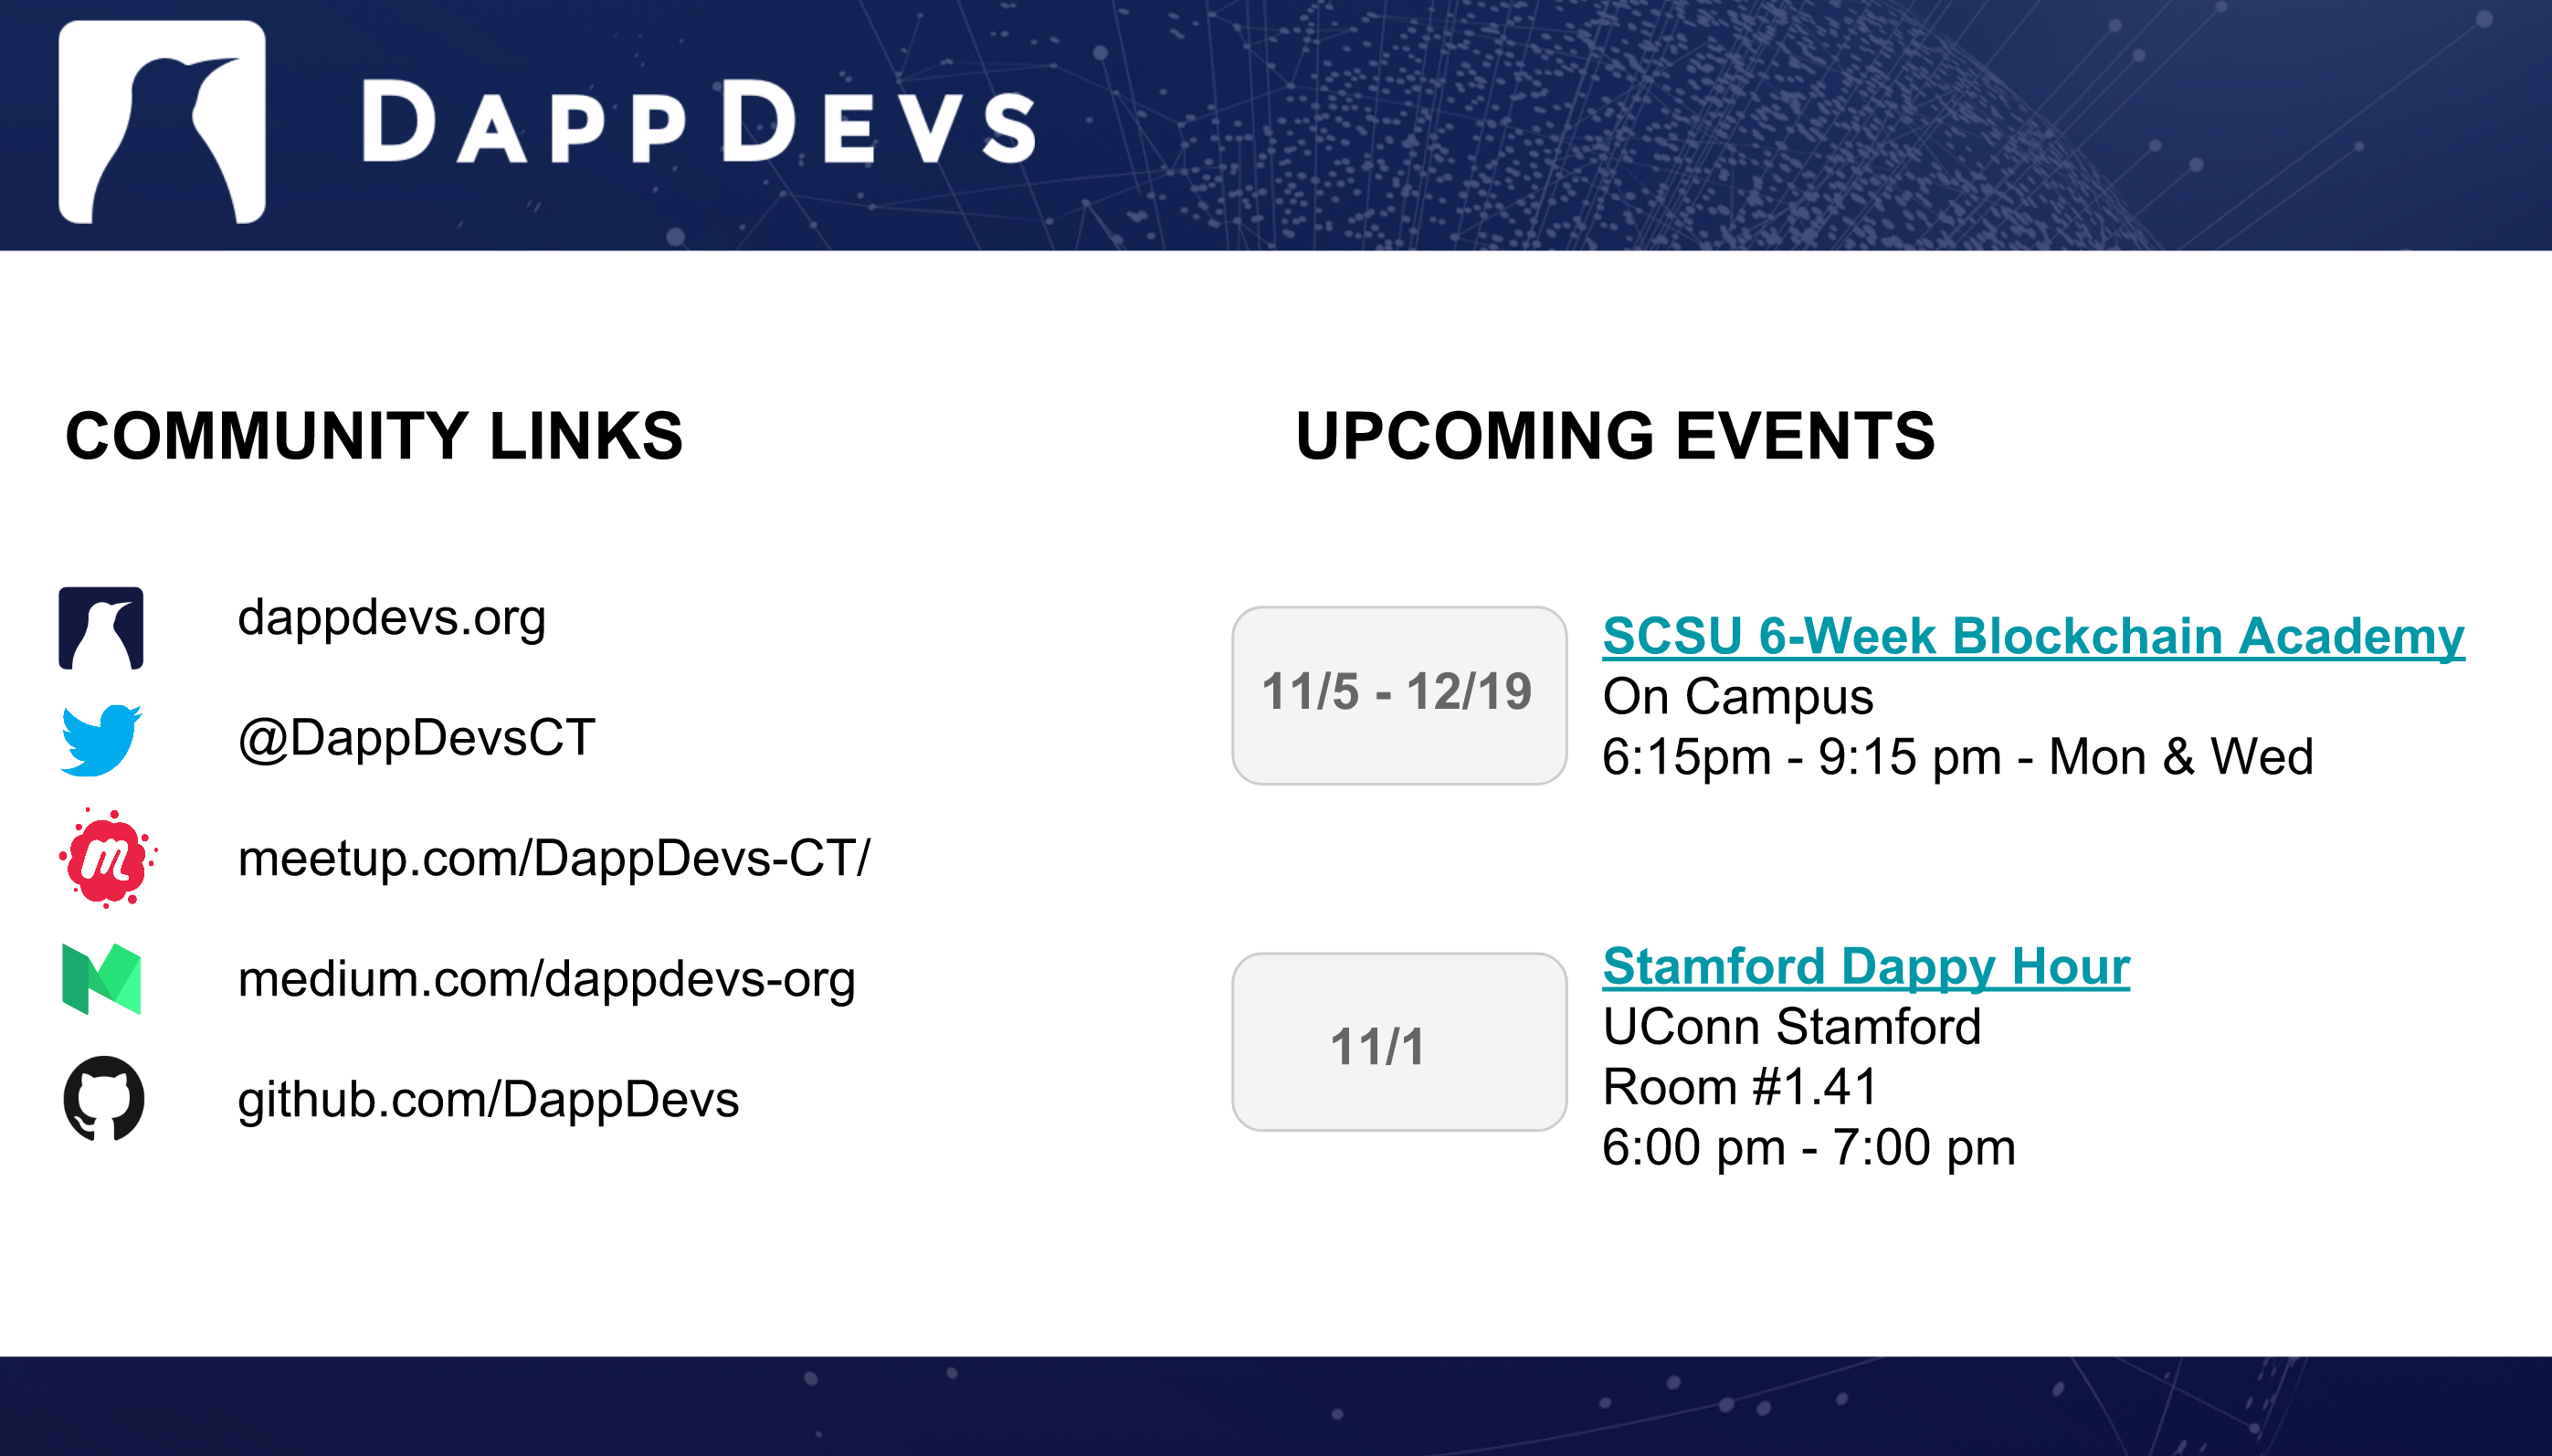 DAPPDEVS
COMMUNITY LINKS
dappdevs.org
@DappDevsCT
meetup.com/DappDevs-CT/
medium.com/dappdevs-org
github.com/DappDevs
UPCOMING EVENTS
11/5 - 12/19
SCSU 6-Week Blockchain Academy
On Campus
6:15pm - 9:15 pm - Mon & Wed
11/1
Stamford Dappy Hour
UConn Stamford
Room #1.41
6:00 pm - 7:00 pm